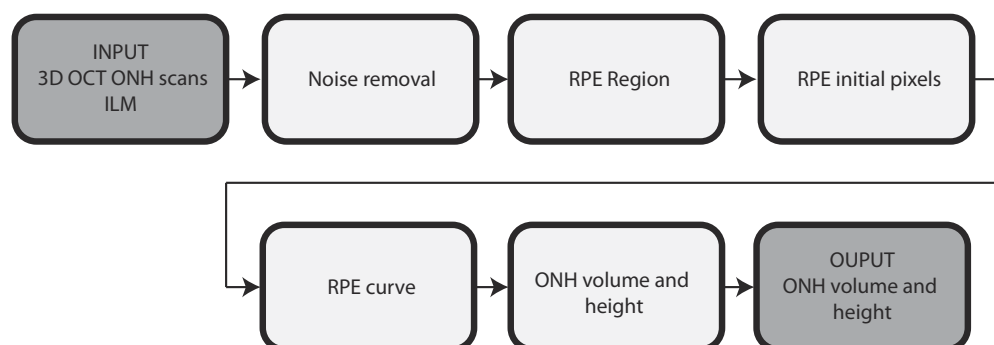 INPUT
3D OCT ONH scans
ILM
Noise removal
RPE Region
RPE initial pixels
RPE curve
ONH volume and
height
OUPUT
ONH volume and
height